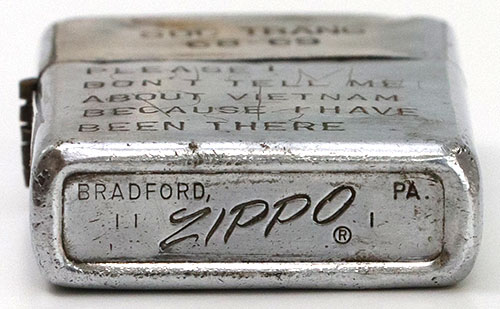 SOC TRANG
68-69
PLEASE!
DON'T TELL ME
ABOUT VIETNAM
BECAUSE I HAVE
BEEN THERE
BRADFORD, PA.
|| ZIPPO ® |